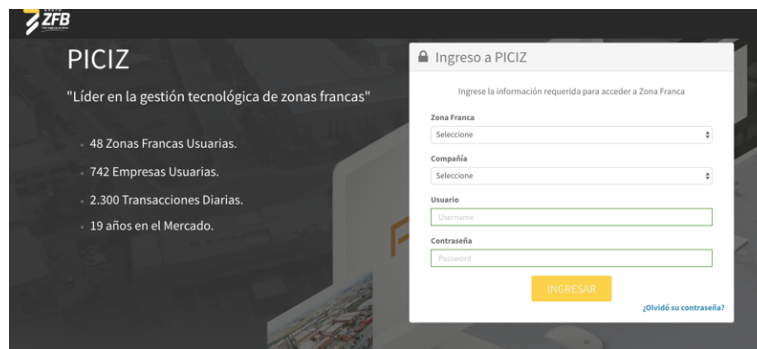 ZFB
PICIZ
"Líder en la gestión tecnológica de zonas francas"
48 Zonas Francas Usuarias.
742 Empresas Usuarias.
2.300 Transacciones Diarias.
19 años en el Mercado.
Ingreso a PICIZ
Ingrese la información requerida para acceder a Zona Franca
Zona Franca
Seleccione
Compañía
Seleccione
Usuario
Username
Contraseña
Password
INGRESAR
¿Olvidó su contraseña?